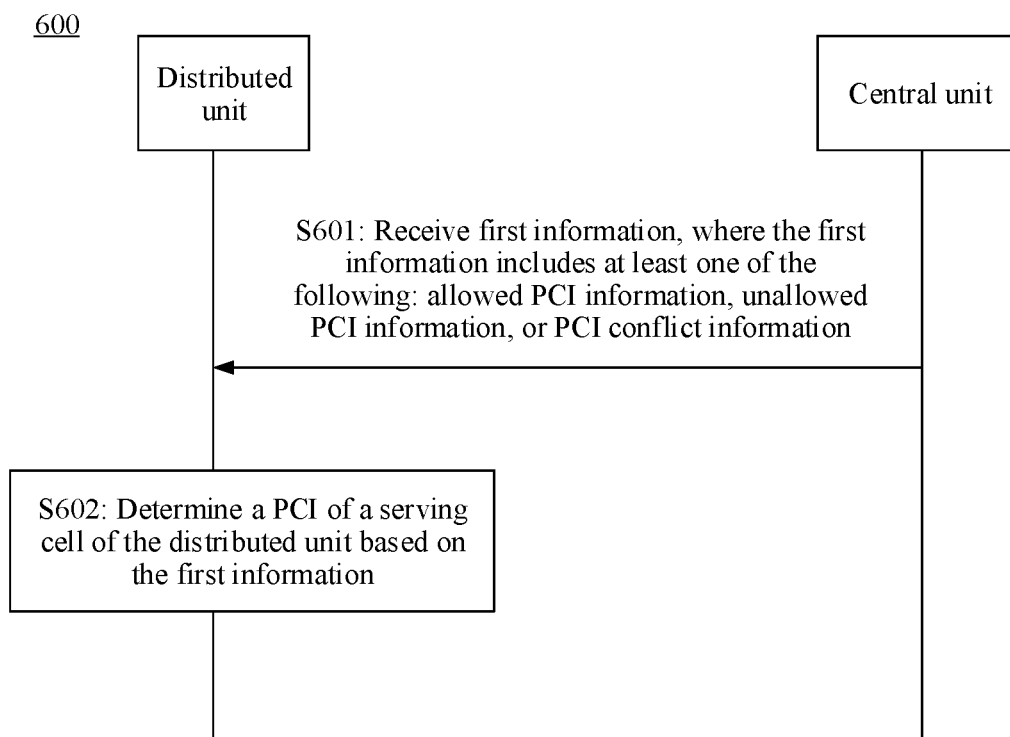 600
Distributed
unit
Central unit
S601: Receive first information, where the first
information includes at least one of the
following: allowed PCI information, unallowed
PCI information, or PCI conflict information
S602: Determine a PCI of a serving
cell of the distributed unit based on
the first information